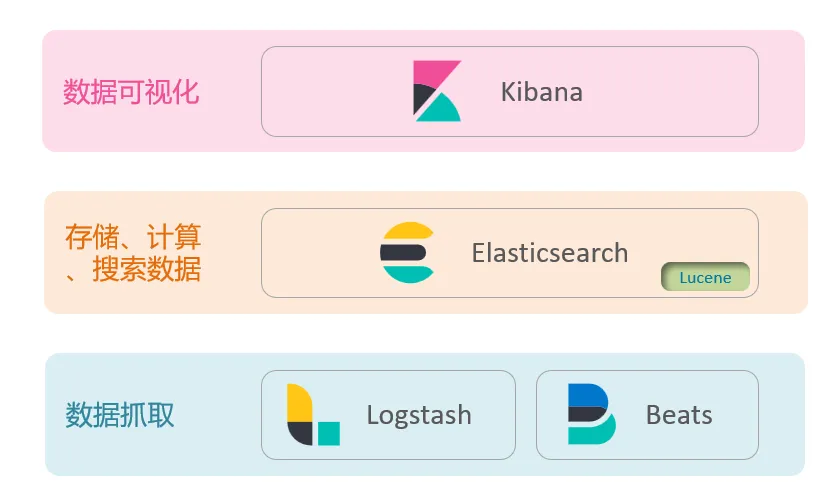 数据可视化
Kibana
存储、计算
、搜索数据
Elasticsearch
Lucene
数据抓取
Logstash
Beats